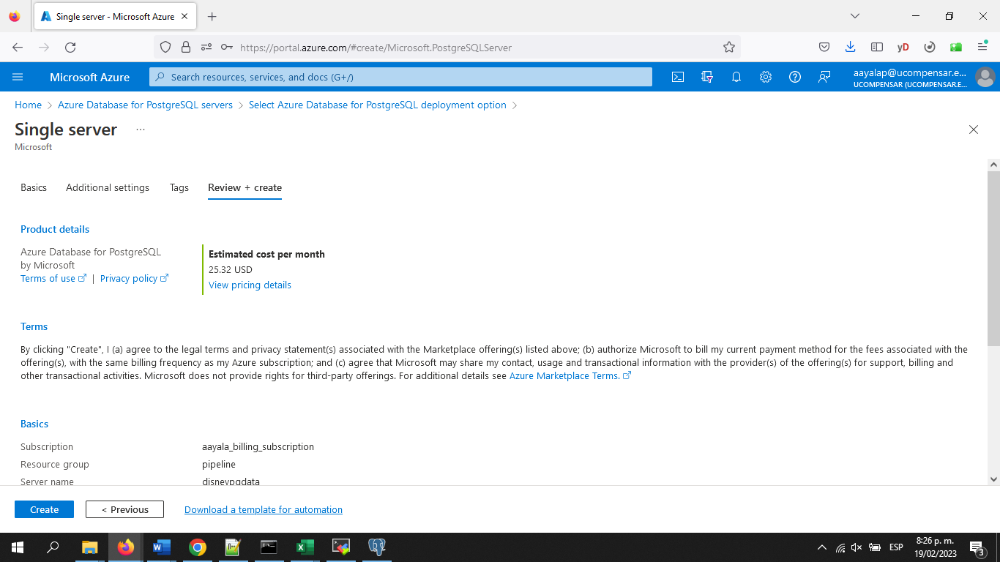 Single server - Microsoft Azure
https://portal.azure.com/#create/Microsoft.PostgreSQLServer
yD
Microsoft Azure
Search resources, services, and docs (G+/)
aayalap@ucompensar.e...
UCOMPENSAR (UCOMPENSAR.E...
Home > Azure Database for PostgreSQL servers > Select Azure Database for PostgreSQL deployment option >
Single server ...
Microsoft
Basics Additional settings Tags Review + create
Product details
Azure Database for PostgreSQL
by Microsoft
Terms of use | Privacy policy
Estimated cost per month
25.32 USD
View pricing details
Terms
By clicking "Create", I (a) agree to the legal terms and privacy statement(s) associated with the Marketplace offering(s) listed above; (b) authorize Microsoft to bill my current payment method for the fees associated with the
offering(s), with the same billing frequency as my Azure subscription; and (c) agree that Microsoft may share my contact, usage and transactional information with the provider(s) of the offering(s) for support, billing and
other transactional activities. Microsoft does not provide rights for third-party offerings. For additional details see Azure Marketplace Terms.
Basics
Subscription aayala_billing_subscription
Resource group pipeline
Server name disneypgdata
Create < Previous Download a template for automation
ESP
8:26 p. m.
19/02/2023
3